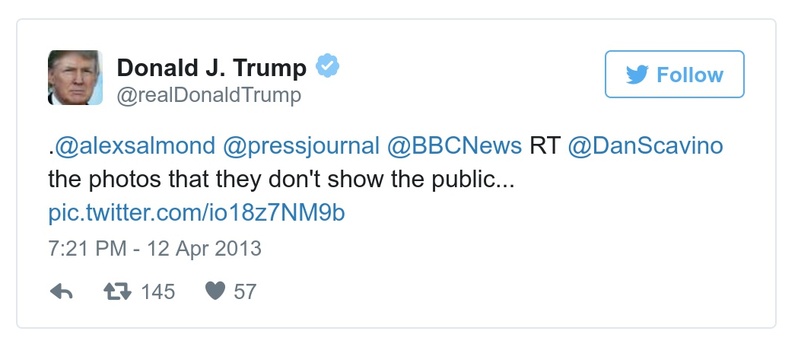 Donald J. Trump
@realDonaldTrump
Follow
.@alexsalmond @pressjournal @BBCNews RT @DanScavino
the photos that they don't show the public...
pic.twitter.com/io18z7NM9b
7:21 PM - 12 Apr 2013
145 57